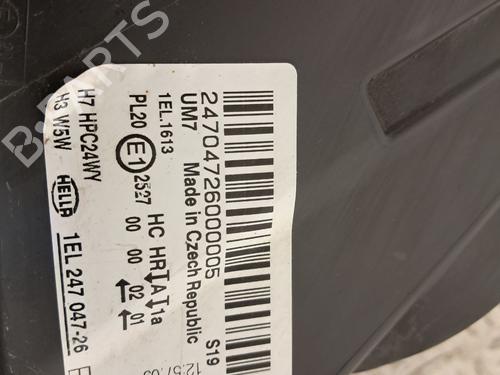 24704726000005 S19
UM7 Made in Czech Republic
1EL.1613
PL20 E1 2527 HC HR A 1a
00 00 02 01
H7 HPC24WY
H3 W5W HELLA 1EL 247 047-26
B-PARTS